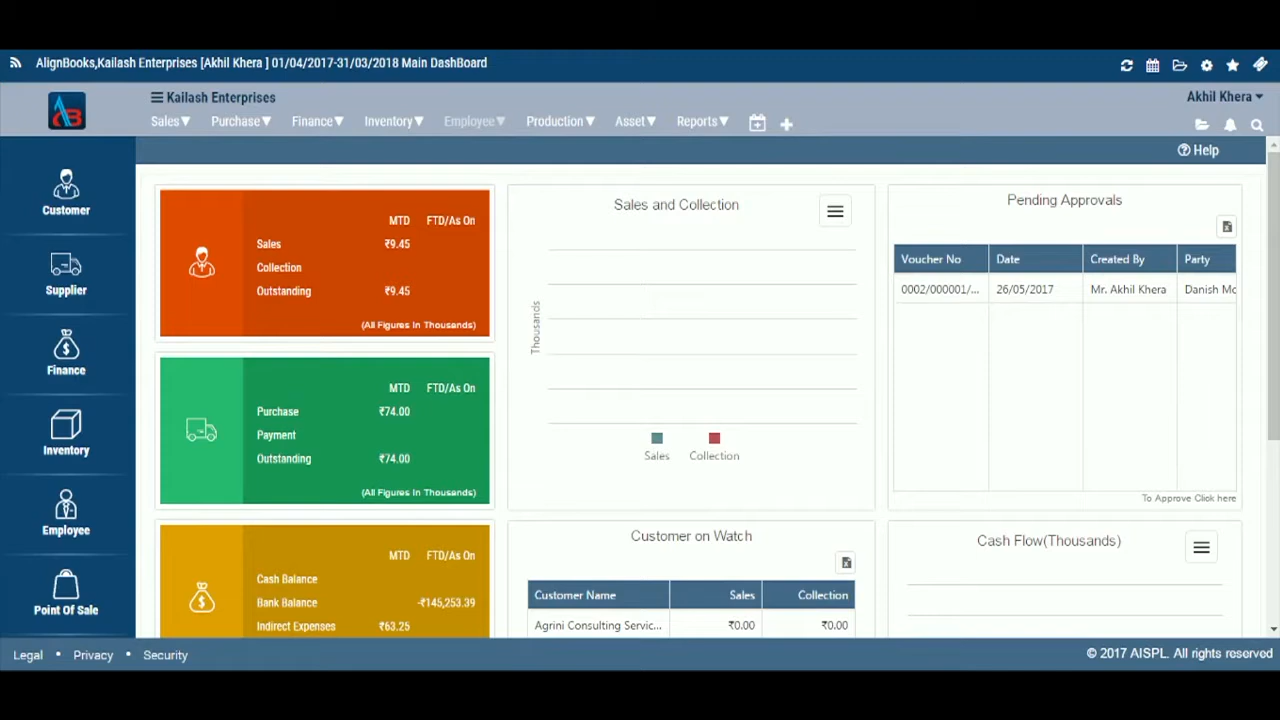 AlignBooks,Kailash Enterprises [Akhil Khera ] 01/04/2017-31/03/2018 Main DashBoard
Kailash Enterprises
Akhil Khera
Sales Purchase Finance Inventory Employee Production Asset Reports
Help
Customer
Supplier
Finance
Inventory
Employee
Point Of Sale
MTD FTD/As On
Sales ₹9.45
Collection
Outstanding ₹9.45
(All Figures In Thousands)
MTD FTD/As On
Purchase ₹74.00
Payment
Outstanding ₹74.00
(All Figures In Thousands)
MTD FTD/As On
Cash Balance
Bank Balance -₹145,253.39
Indirect Expenses ₹63.25
Sales and Collection
Thousands
Sales Collection
Customer on Watch
Customer Name Sales Collection
Agrini Consulting Servic... ₹0.00 ₹0.00
Pending Approvals
Voucher No Date Created By Party
0002/000001/... 26/05/2017 Mr. Akhil Khera Danish Mc
To Approve Click here
Cash Flow(Thousands)
Legal • Privacy • Security
© 2017 AISPL. All rights reserved